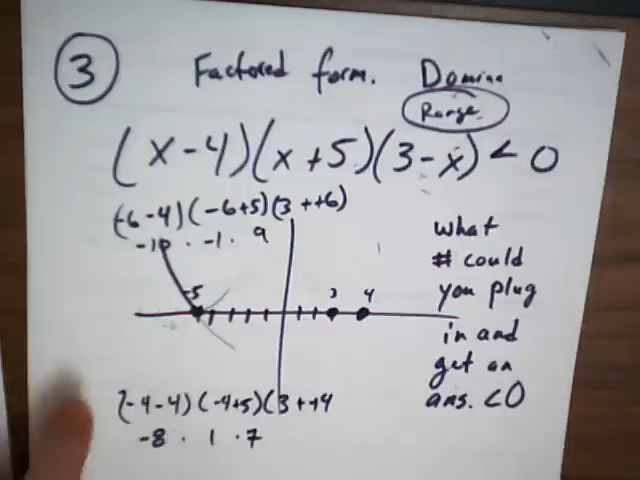 3 Factored form. Domain
Range.
(x-4)(x+5)(3-x) < 0
(-6-4)(-6+5)(3++6)
-10 · -1 · 9
what
# could
you plug
in and
get an
ans. <0
-5 3 4
(-4-4)(-4+5)(3++4
-8 · 1 · 7